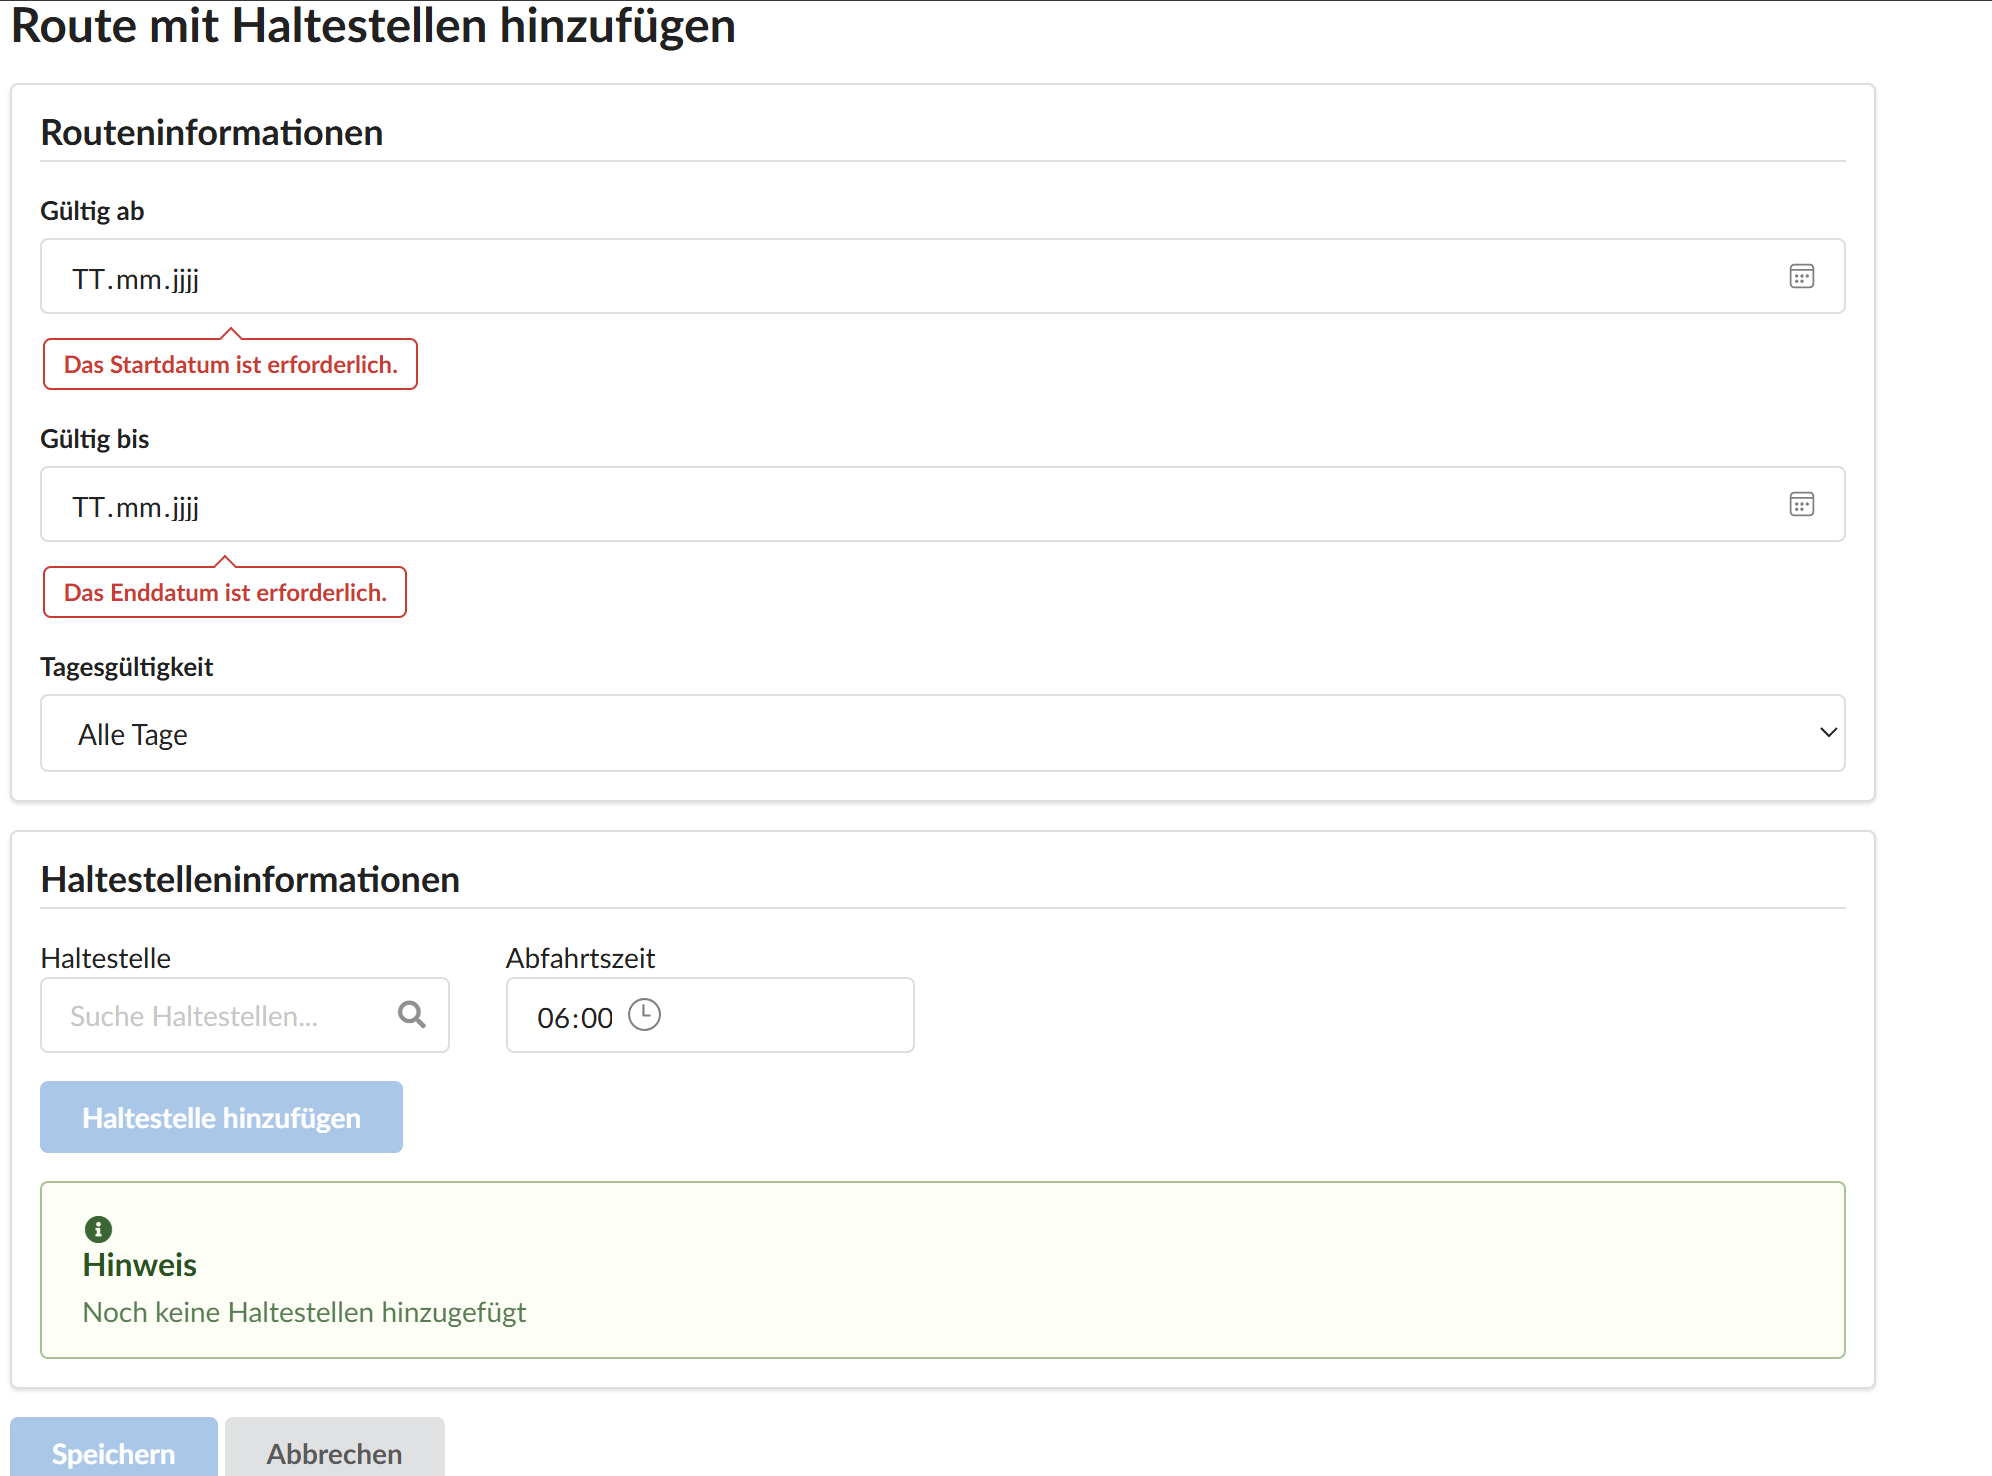 Route mit Haltestellen hinzufügen
Routeninformationen
Gültig ab
TT.mm.jjjj
Das Startdatum ist erforderlich.
Gültig bis
TT.mm.jjjj
Das Enddatum ist erforderlich.
Tagesgültigkeit
Alle Tage
Haltestelleninformationen
Haltestelle
Abfahrtszeit
Suche Haltestellen...
06:00
Haltestelle hinzufügen
Hinweis
Noch keine Haltestellen hinzugefügt
Speichern
Abbrechen